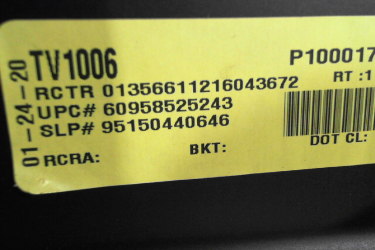 01-24-20
TV1006 P100017
RCTR 01356611216043672 RT :1
UPC# 60958525243
SLP# 95150440646
RCRA: BKT: DOT CL: